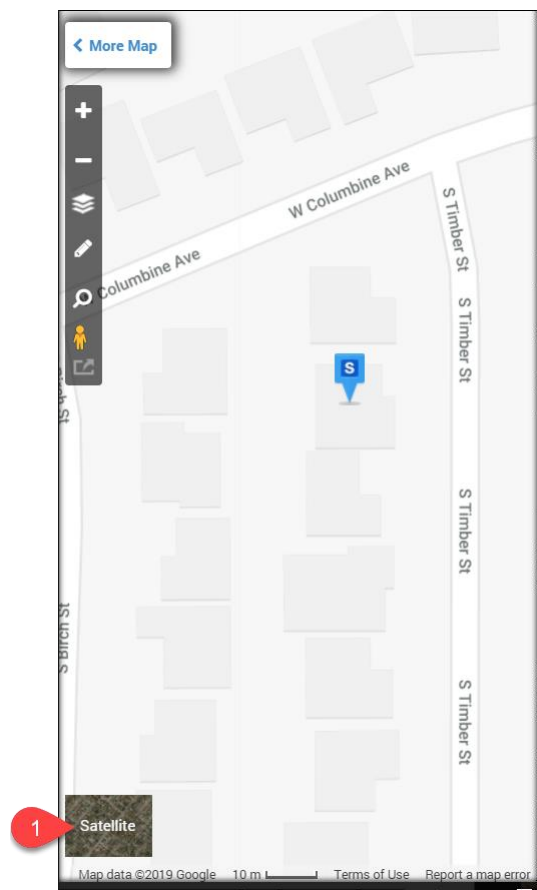 More Map
W Columbine Ave
Columbine Ave
S Timber St
S Timber St
S
S Timber St
S Birch St
S Timber St
1
Satellite
Map data ©2019 Google
10 m
Terms of Use
Report a map error